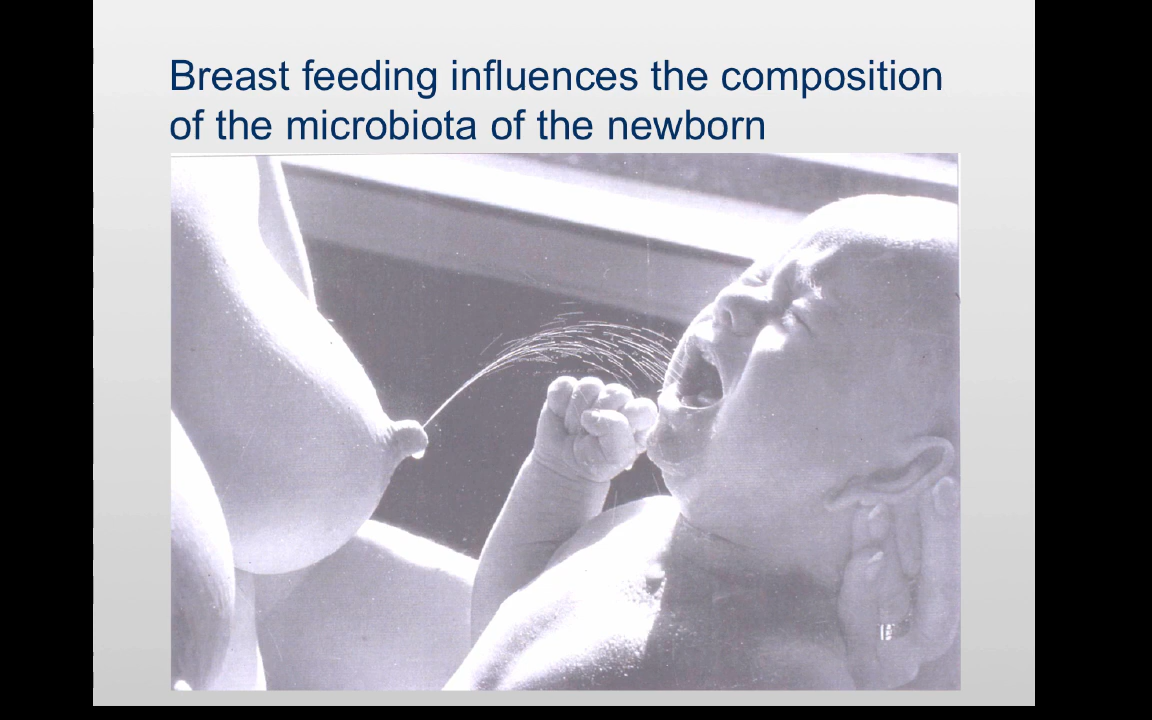 Breast feeding influences the composition
of the microbiota of the newborn